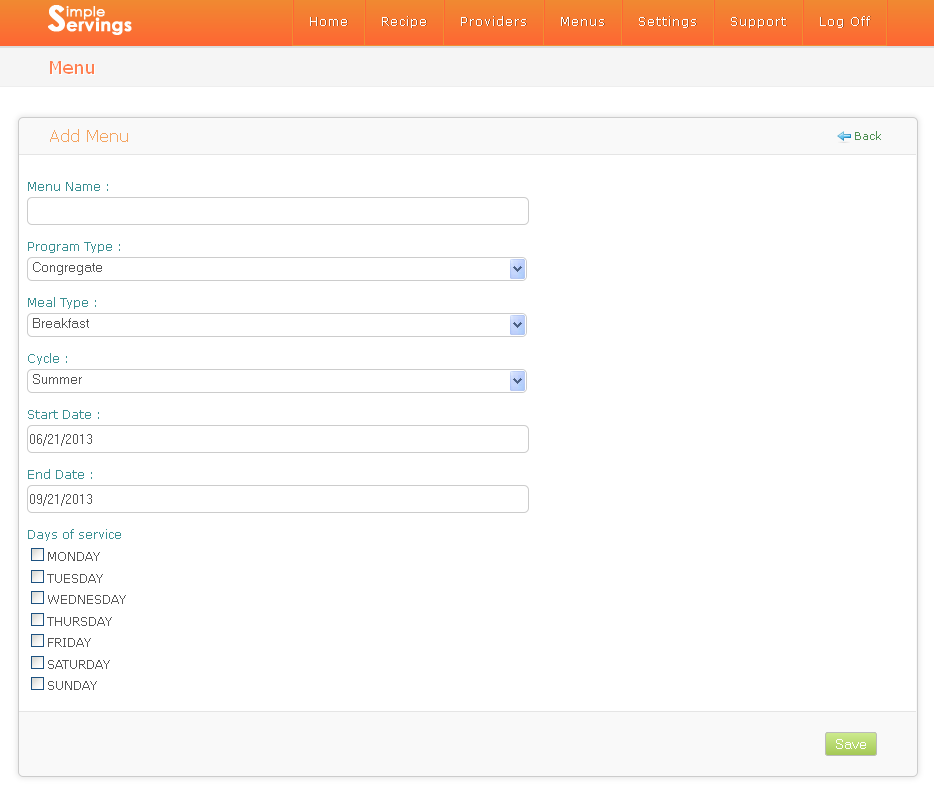 Simple
Servings
Home Recipe Providers Menus Settings Support Log Off
Menu
Add Menu Back
Menu Name :
Program Type :
Congregate
Meal Type :
Breakfast
Cycle :
Summer
Start Date :
06/21/2013
End Date :
09/21/2013
Days of service
MONDAY
TUESDAY
WEDNESDAY
THURSDAY
FRIDAY
SATURDAY
SUNDAY
Save